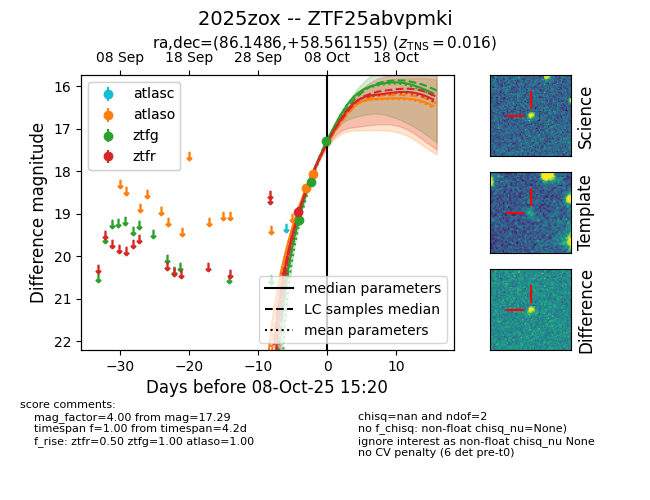 2025zox -- ZTF25abvpmki
ra,dec=(86.1486,+58.561155) (z_TNS = 0.016)
08 Sep 18 Sep 28 Sep 08 Oct 18 Oct
Difference magnitude
16
17
18
19
20
21
22
atlasc
atlaso
ztfg
ztfr
median parameters
LC samples median
mean parameters
−30 −20 −10 0 10
Days before 08-Oct-25 15:20
Science
Template
Difference
score comments:
mag_factor=4.00 from mag=17.29
timespan f=1.00 from timespan=4.2d
f_rise: ztfr=0.50 ztfg=1.00 atlaso=1.00
chisq=nan and ndof=2
no f_chisq: non-float chisq_nu=None)
ignore interest as non-float chisq_nu None
no CV penalty (6 det pre-t0)